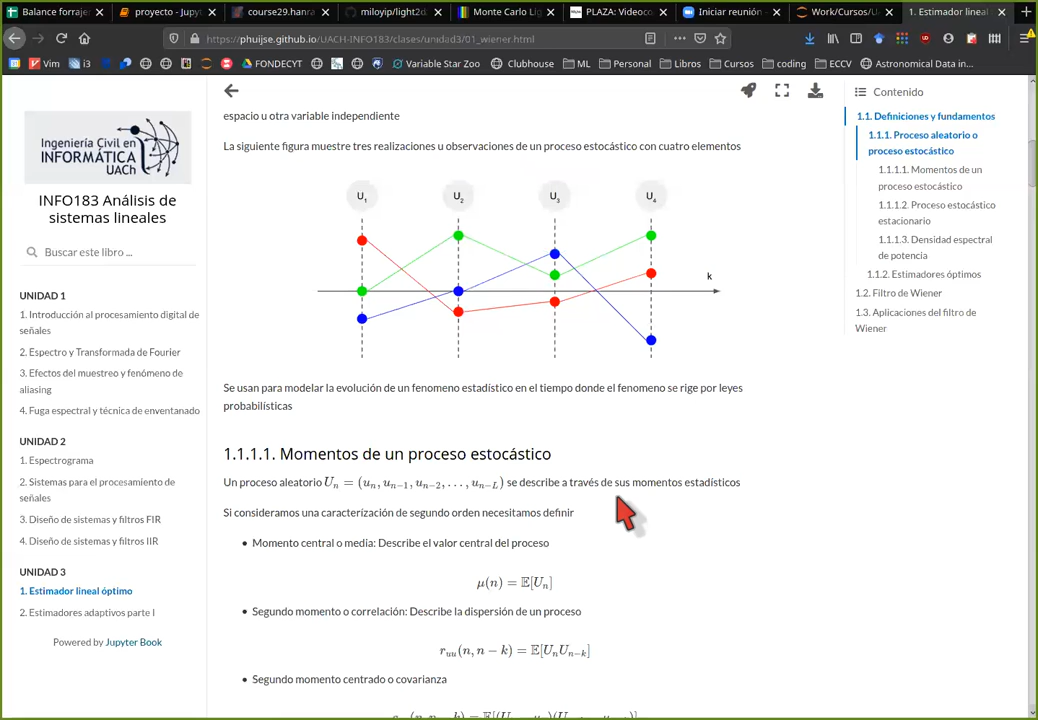 Balance forrajer
proyecto - Jupyt
course29.hanra
miloyip/light2d
Monte Carlo Lig
PLAZA: Videoco
Iniciar reunión
Work/Cursos/U
1. Estimador lineal
https://phuijse.github.io/UACH-INFO183/clases/unidad3/01_wiener.html
Vim
i3
FONDECYT
Variable Star Zoo
Clubhouse
ML
Personal
Libros
Cursos
coding
ECCV
Astronomical Data in...
Ingeniería Civil en
INFORMÁTICA
UACh
INFO183 Análisis de
sistemas lineales
Buscar este libro ...
UNIDAD 1
1. Introducción al procesamiento digital de
señales
2. Espectro y Transformada de Fourier
3. Efectos del muestreo y fenómeno de
aliasing
4. Fuga espectral y técnica de enventanado
UNIDAD 2
1. Espectrograma
2. Sistemas para el procesamiento de
señales
3. Diseño de sistemas y filtros FIR
4. Diseño de sistemas y filtros IIR
UNIDAD 3
1. Estimador lineal óptimo
2. Estimadores adaptivos parte I
Powered by Jupyter Book
espacio u otra variable independiente
La siguiente figura muestre tres realizaciones u observaciones de un proceso estocástico con cuatro elementos
U₁ U₂ U₃ U₄
k
Se usan para modelar la evolución de un fenomeno estadístico en el tiempo donde el fenomeno se rige por leyes
probabilísticas
1.1.1.1. Momentos de un proceso estocástico
Un proceso aleatorio Uₙ = (uₙ, uₙ₋₁, uₙ₋₂, . . . , uₙ₋L) se describe a través de sus momentos estadísticos
Si consideramos una caracterización de segundo orden necesitamos definir
• Momento central o media: Describe el valor central del proceso
μ(n) = 𝔼[Uₙ]
• Segundo momento o correlación: Describe la dispersión de un proceso
rᵤᵤ(n, n − k) = 𝔼[UₙUₙ₋ₖ]
• Segundo momento centrado o covarianza
Contenido
1.1. Definiciones y fundamentos
1.1.1. Proceso aleatorio o
proceso estocástico
1.1.1.1. Momentos de un
proceso estocástico
1.1.1.2. Proceso estocástico
estacionario
1.1.1.3. Densidad espectral
de potencia
1.1.2. Estimadores óptimos
1.2. Filtro de Wiener
1.3. Aplicaciones del filtro de
Wiener